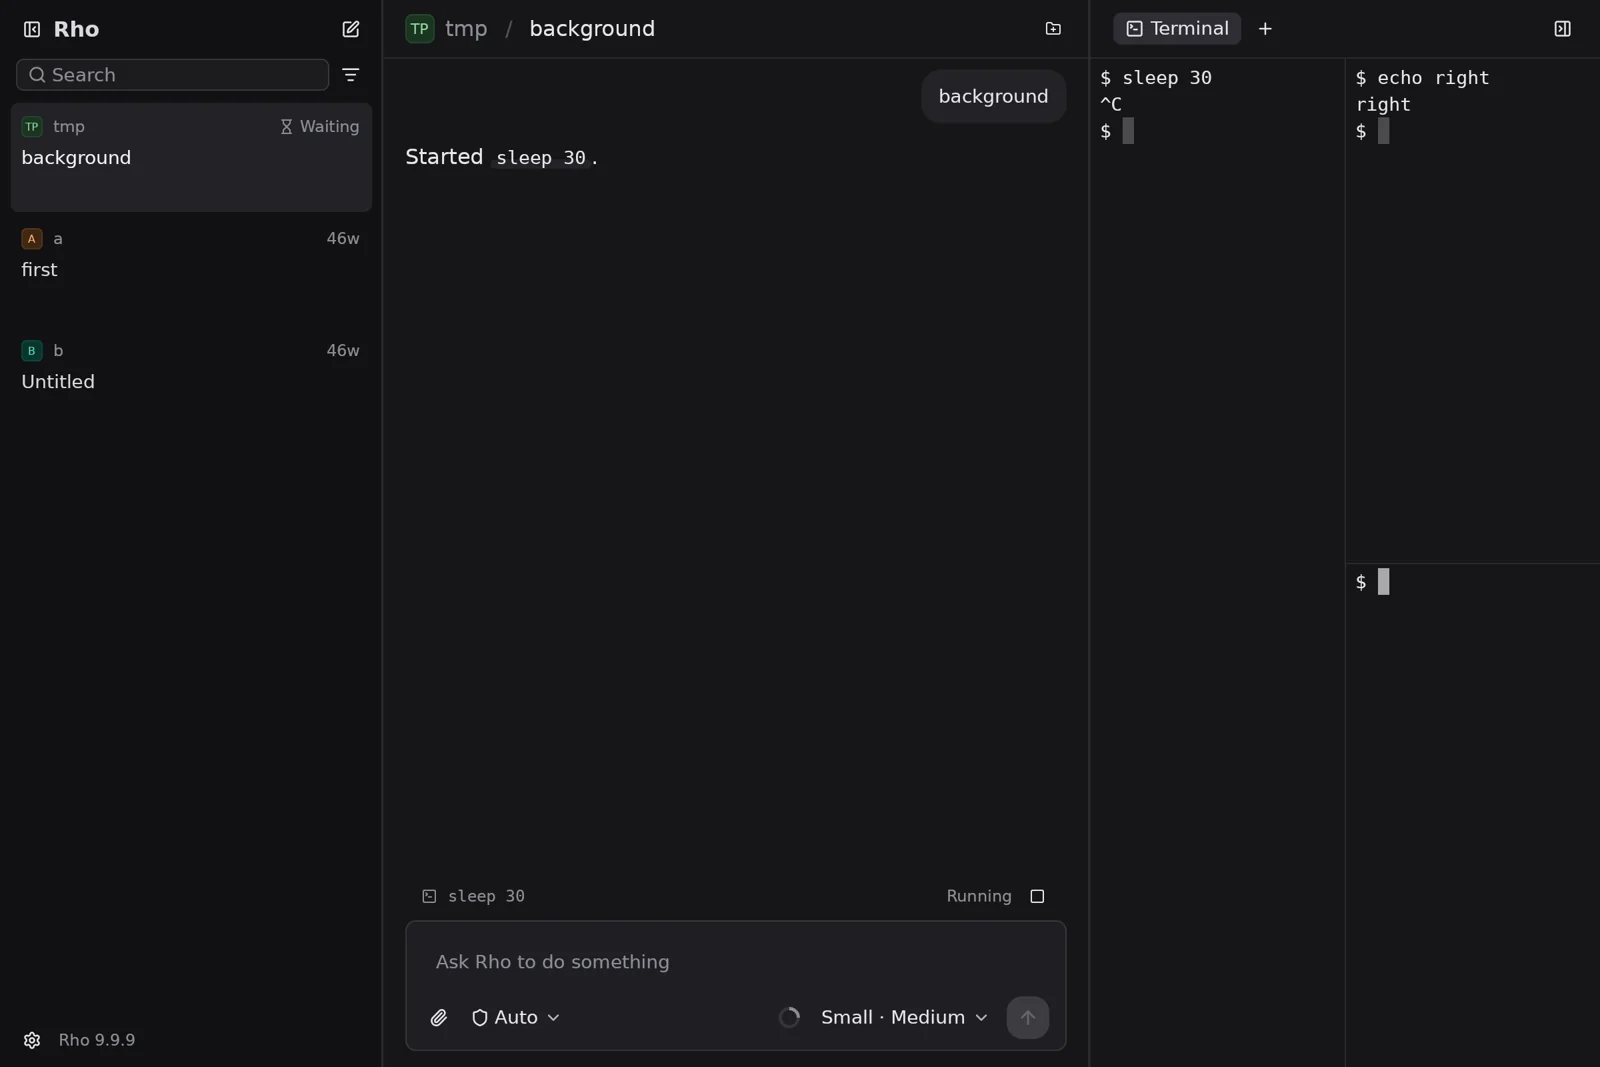 Rho
Search
TP tmp Waiting
background
A a 46w
first
B b 46w
Untitled
Rho 9.9.9
TP tmp / background
background
Started sleep 30.
sleep 30 Running
Ask Rho to do something
Auto
Small · Medium
Terminal
$ sleep 30
^C
$
$ echo right
right
$
$